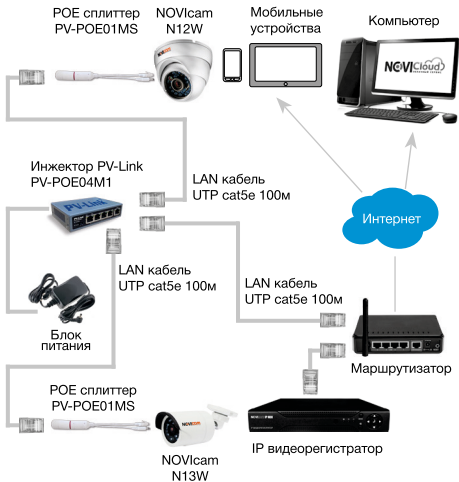 POE сплиттер
PV-POE01MS
NOVIcam
N12W
Мобильные
устройства
Компьютер
NOVICloud
Инжектор PV-Link
PV-POE04M1
PV-Link
LAN кабель
UTP cat5e 100м
Интернет
LAN кабель
UTP cat5e 100м
LAN кабель
UTP cat5e 100м
Блок
питания
Маршрутизатор
POE сплиттер
PV-POE01MS
NOVICAM
NOVIcam
N13W
IP видеорегистратор